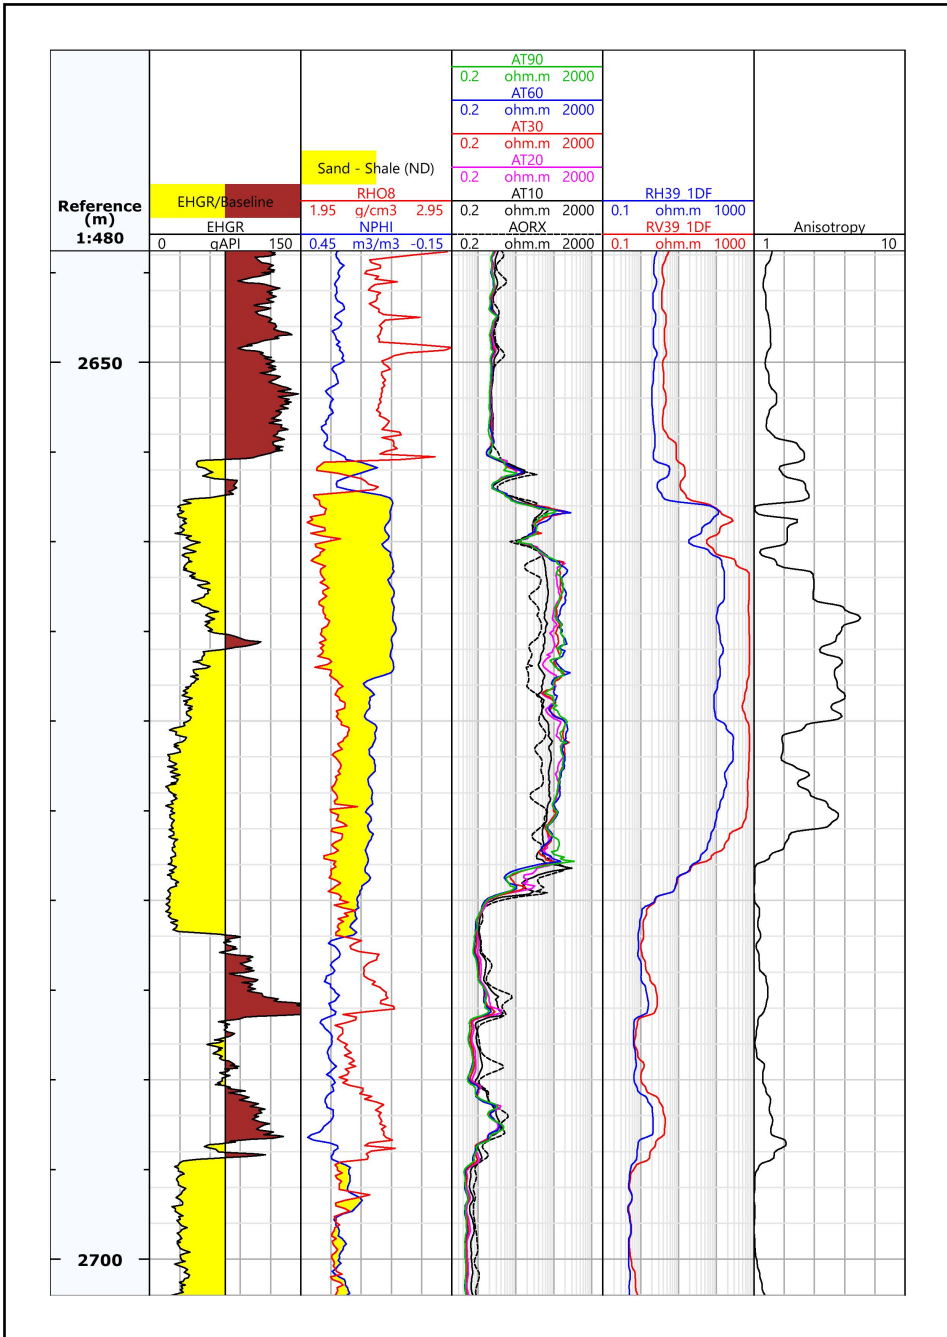 AT90
0.2 ohm.m 2000
AT60
0.2 ohm.m 2000
AT30
0.2 ohm.m 2000
Sand - Shale (ND)
AT20
0.2 ohm.m 2000
EHGR/Baseline
RHO8
AT10
RH39_1DF
Reference
(m)
1:480
1.95 g/cm3 2.95
0.2 ohm.m 2000
0.1 ohm.m 1000
EHGR
NPHI
AORX
RV39_1DF
Anisotropy
0 gAPI 150
0.45 m3/m3 -0.15
0.2 ohm.m 2000
0.1 ohm.m 1000
1 10
2650
2700